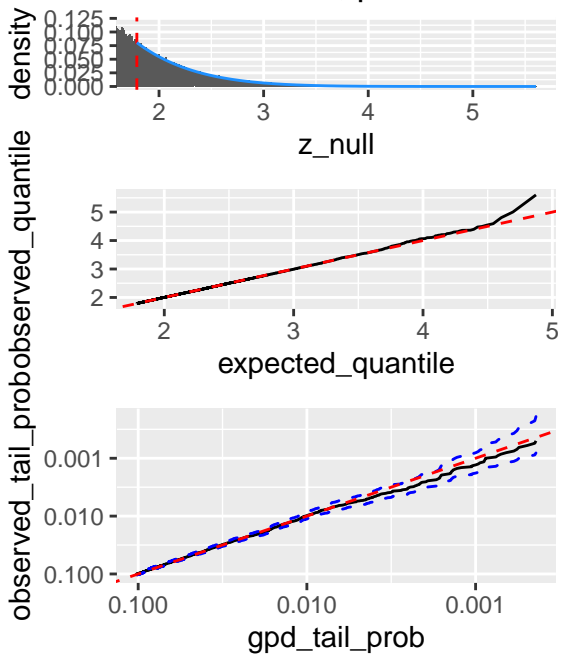 0.125
0.100
0.075
0.050
0.025
0.000
density
2 3 4 5
z_null
5
4
3
2
observed_quantile
2 3 4 5
expected_quantile
0.001
0.010
0.100
observed_tail_prob
0.100 0.010 0.001
gpd_tail_prob